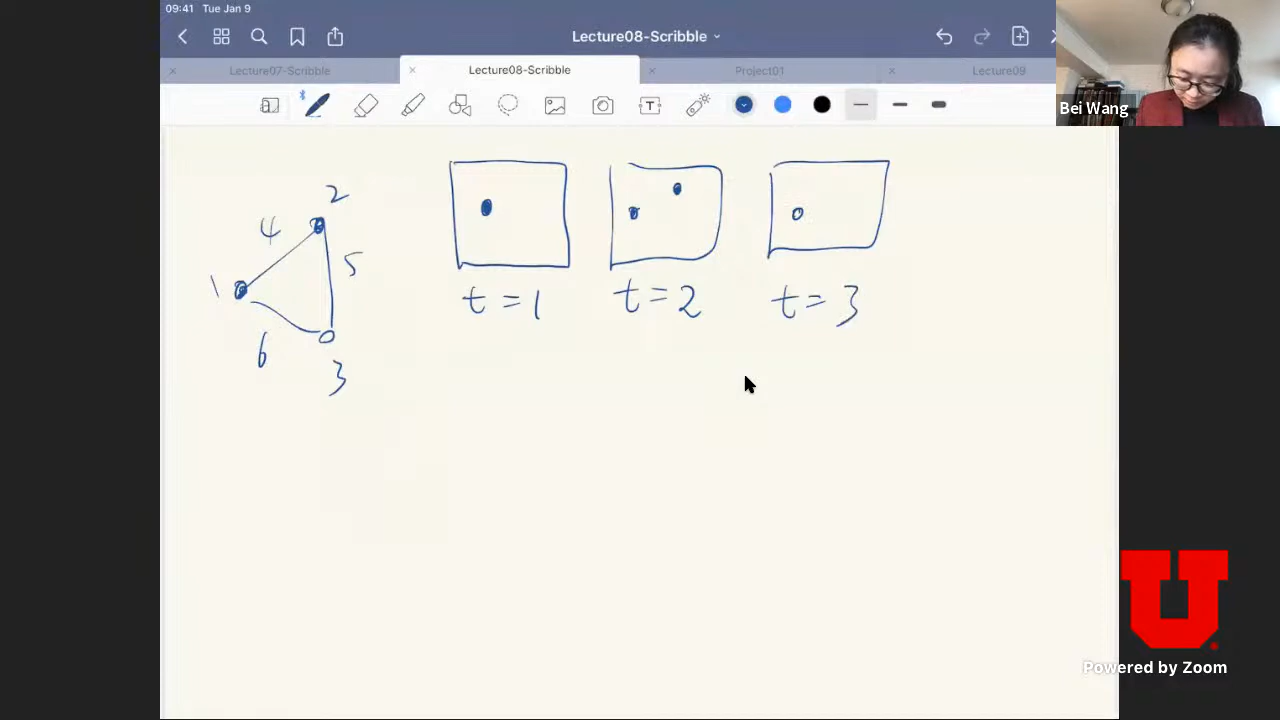 09:41 Tue Jan 9
Lecture08-Scribble
Lecture07-Scribble
Lecture08-Scribble
Project01
Lecture09
T
Bei Wang
2
4
5
1
6
3
t = 1
t = 2
t = 3
U
Powered by Zoom